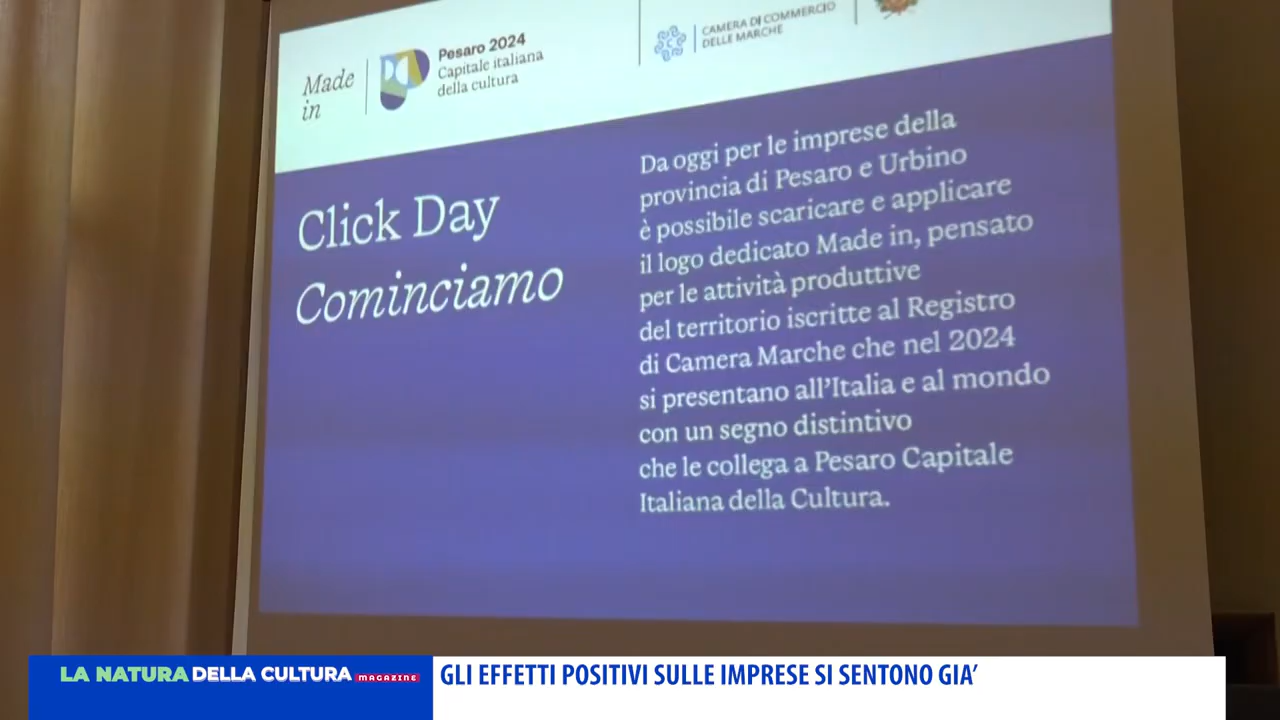 Made
in
Pesaro 2024
Capitale italiana
della cultura
CAMERA DI COMMERCIO
DELLE MARCHE
Click Day
Cominciamo
Da oggi per le imprese della
provincia di Pesaro e Urbino
è possibile scaricare e applicare
il logo dedicato Made in, pensato
per le attività produttive
del territorio iscritte al Registro
di Camera Marche che nel 2024
si presentano all'Italia e al mondo
con un segno distintivo
che le collega a Pesaro Capitale
Italiana della Cultura.
LA NATURA DELLA CULTURA MAGAZINE
GLI EFFETTI POSITIVI SULLE IMPRESE SI SENTONO GIA'